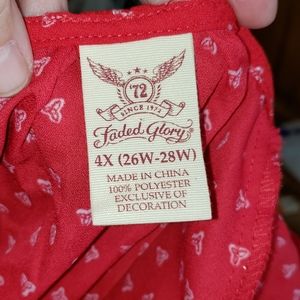 '72
SINCE 1972
Faded Glory
4X (26W-28W)
MADE IN CHINA
100% POLYESTER
EXCLUSIVE OF
DECORATION